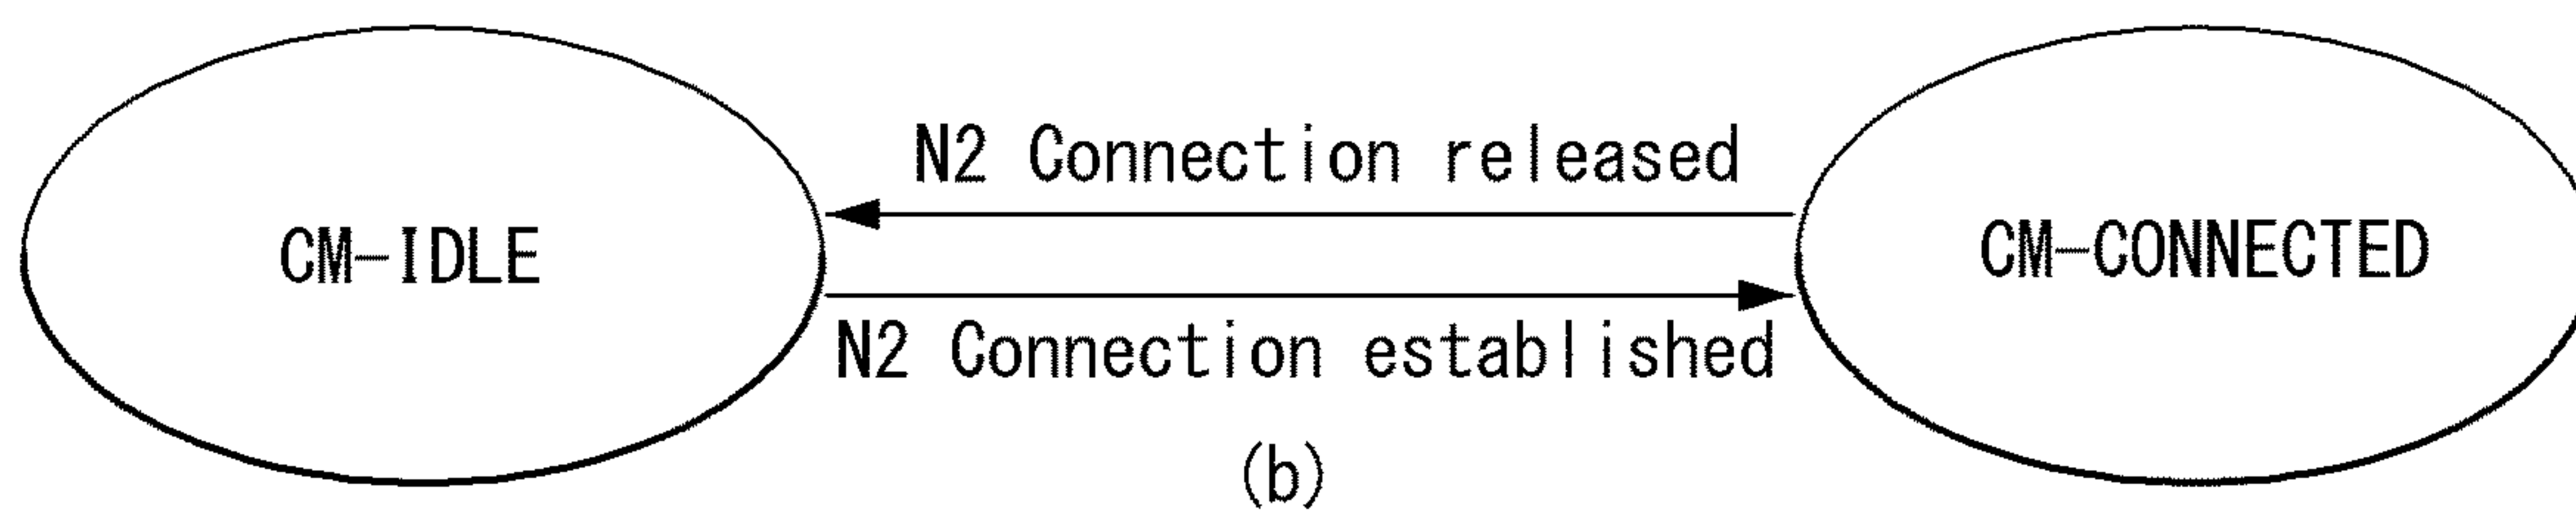 N2 Connection released
CM-IDLE
CM-CONNECTED
N2 Connection established
(b)